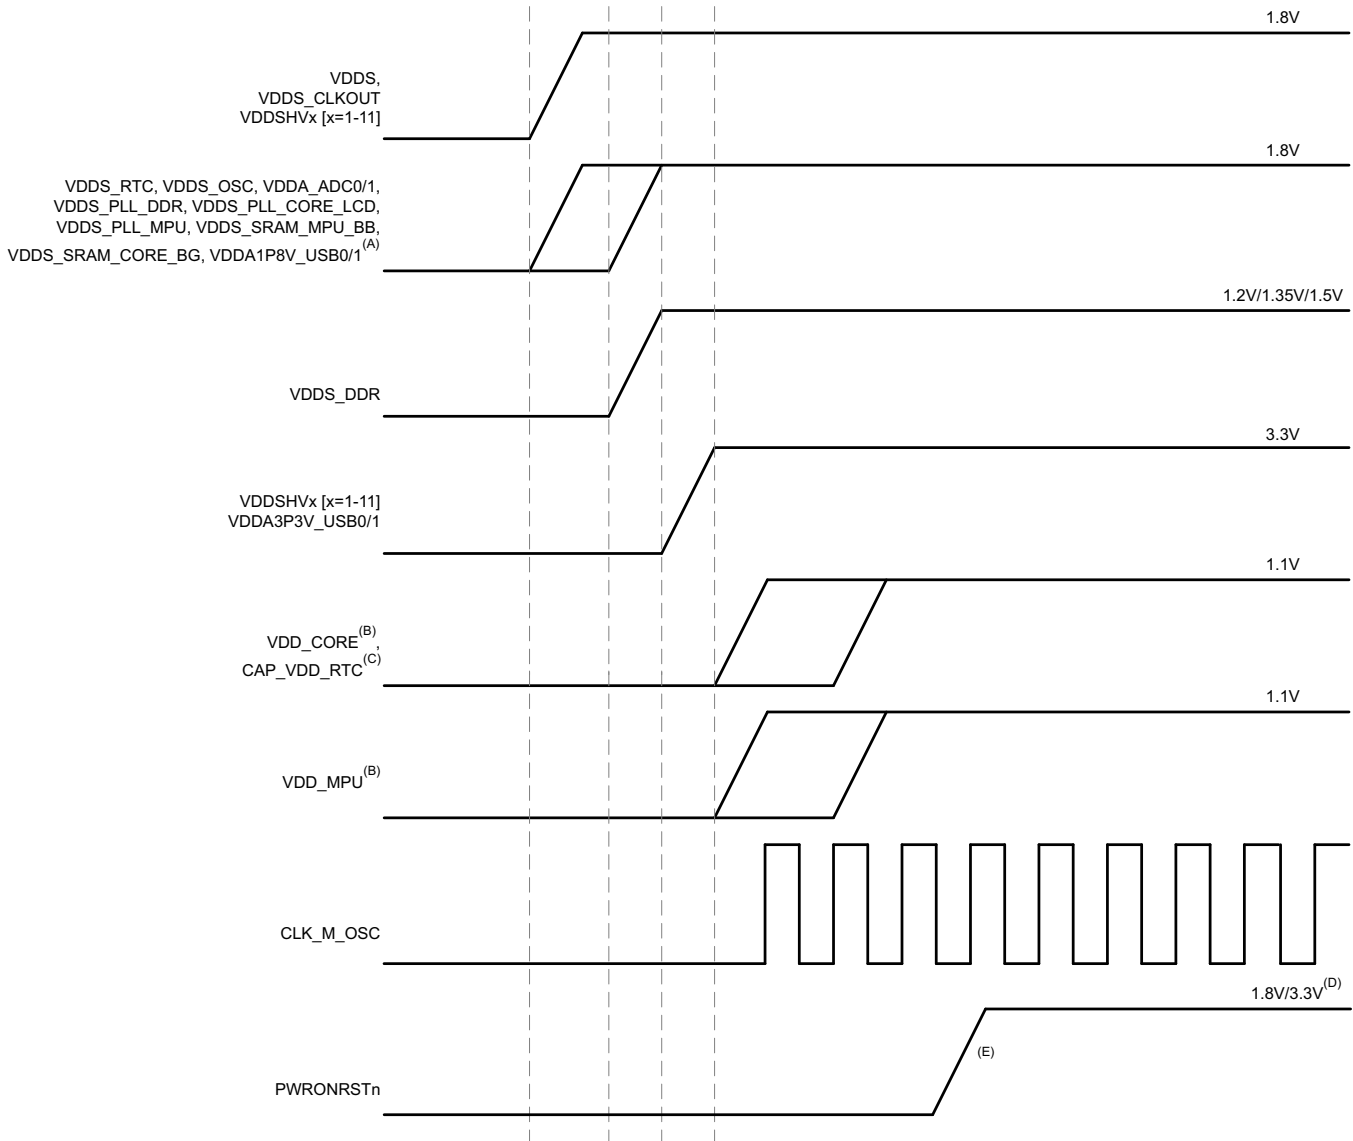 1.8V
VDDS,
VDDS_CLKOUT
VDDSHVx [x=1-11]
1.8V
VDDS_RTC, VDDS_OSC, VDDA_ADC0/1,
VDDS_PLL_DDR, VDDS_PLL_CORE_LCD,
VDDS_PLL_MPU, VDDS_SRAM_MPU_BB,
VDDS_SRAM_CORE_BG, VDDA1P8V_USB0/1(A)
1.2V/1.35V/1.5V
VDDS_DDR
3.3V
VDDSHVx [x=1-11]
VDDA3P3V_USB0/1
1.1V
VDD_CORE(B),
CAP_VDD_RTC(C)
1.1V
VDD_MPU(B)
CLK_M_OSC
1.8V/3.3V(D)
(E)
PWRONRSTn